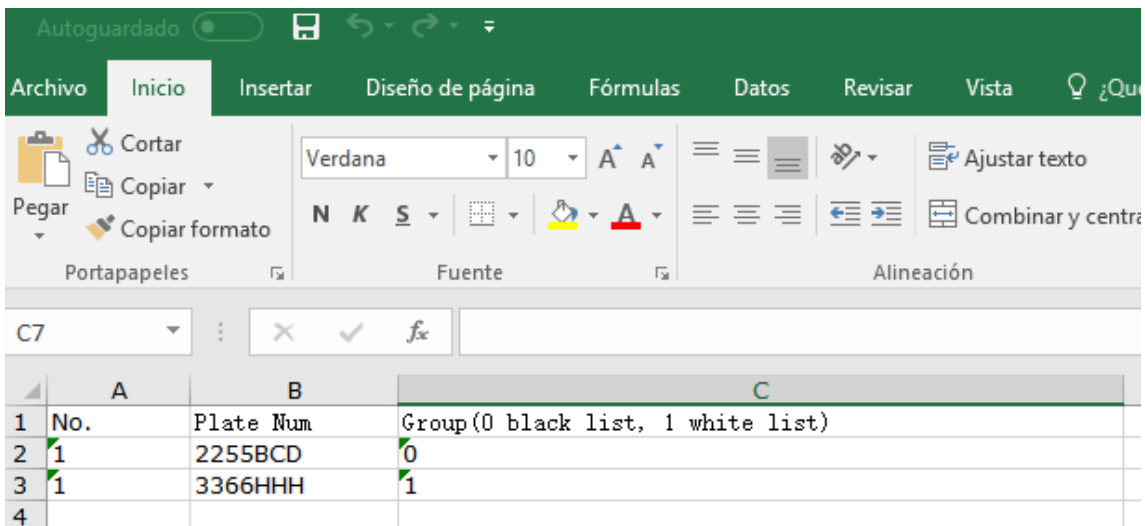 Autoguardado
Archivo Inicio Insertar Diseño de página Fórmulas Datos Revisar Vista ¿Qué
Cortar
Copiar
Pegar
Copiar formato
Portapapeles
Verdana 10 A A
N K S A
Fuente
Ajustar texto
Combinar y centra
Alineación
C7 fx
A B C
1 No. Plate Num Group(0 black list, 1 white list)
2 1 2255BCD 0
3 1 3366HHH 1
4